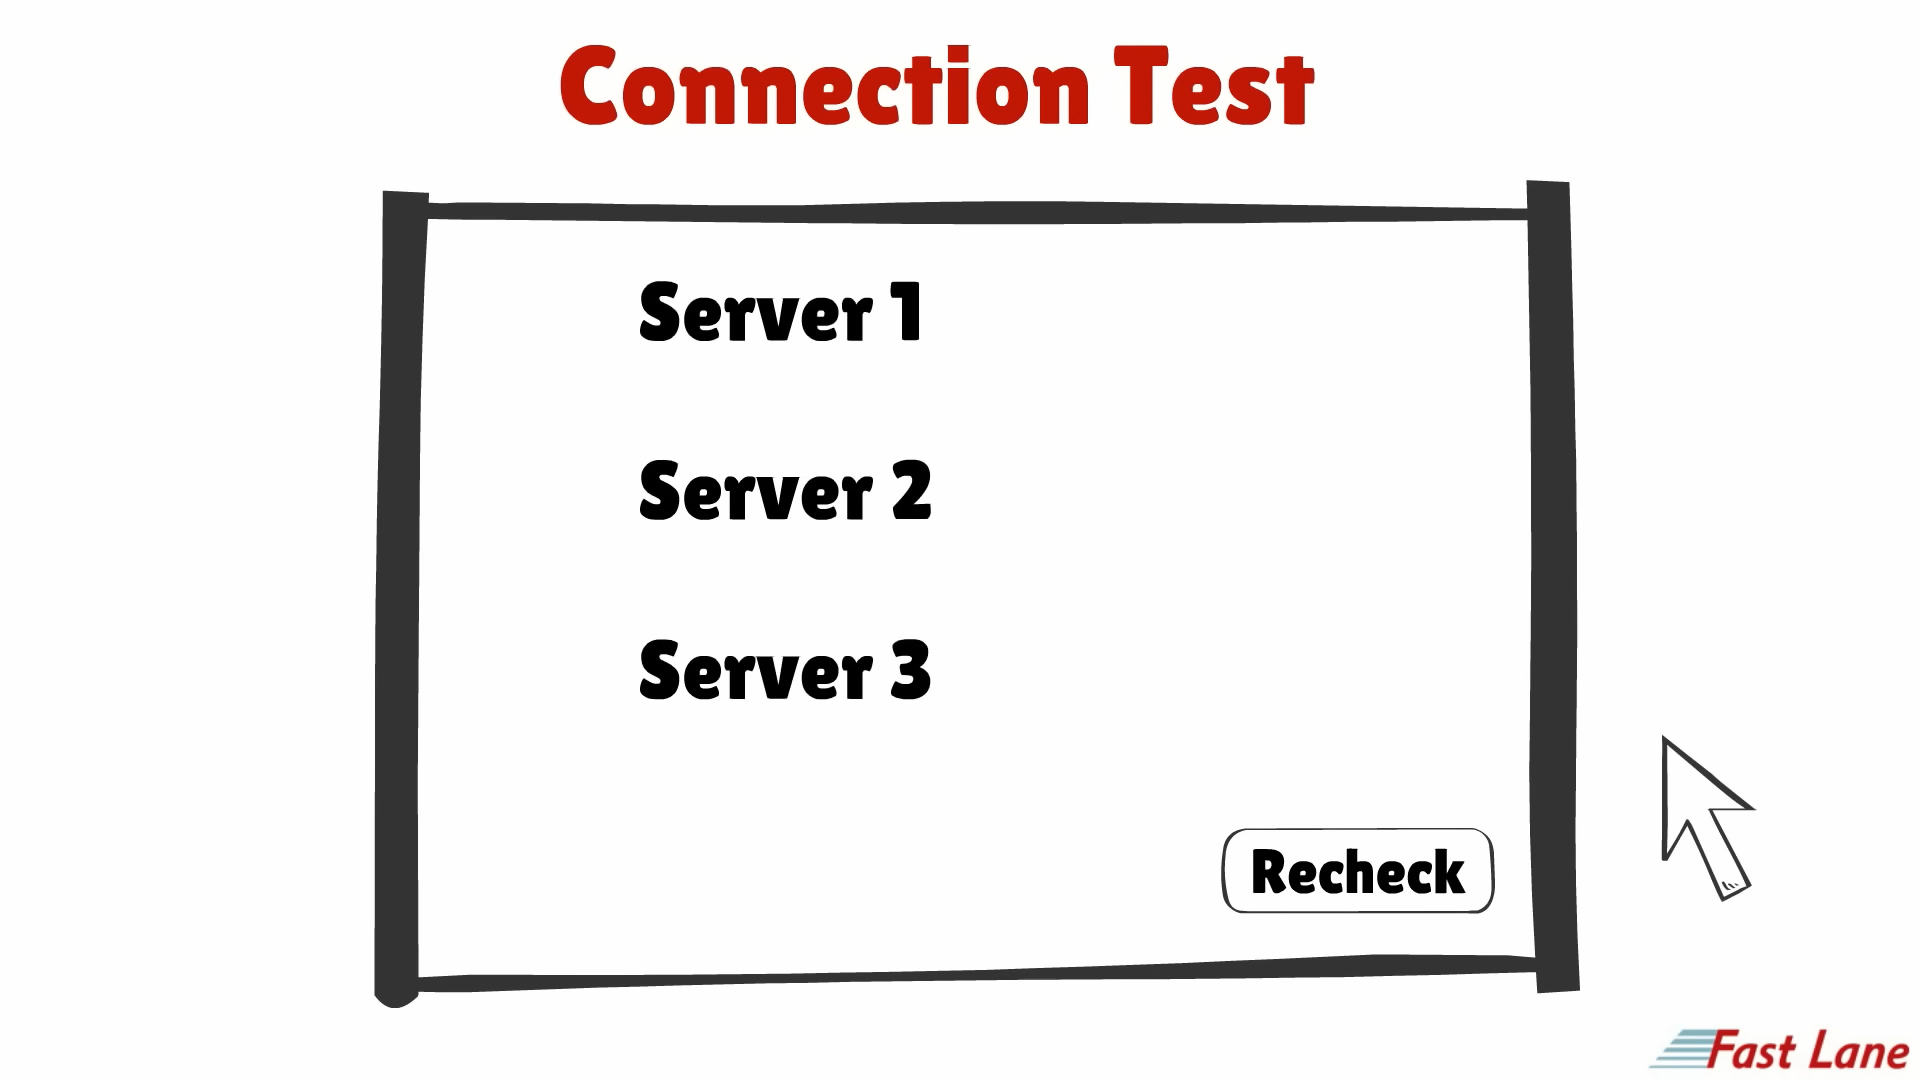 Connection Test
Server 1
Server 2
Server 3
Recheck
Fast Lane